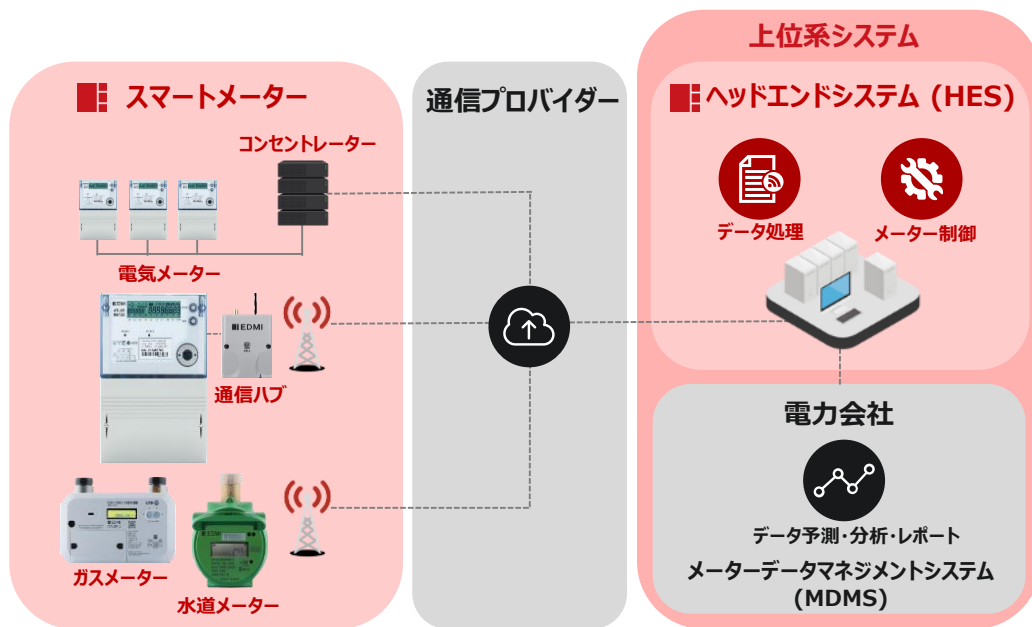 スマートメーター
コンセントレーター
電気メーター
EDMI
EDMI
通信ハブ
EDMI
ガスメーター
EDMI
水道メーター
通信プロバイダー
上位系システム
ヘッドエンドシステム (HES)
データ処理
メーター制御
電力会社
データ予測・分析・レポート
メーターデータマネジメントシステム
(MDMS)